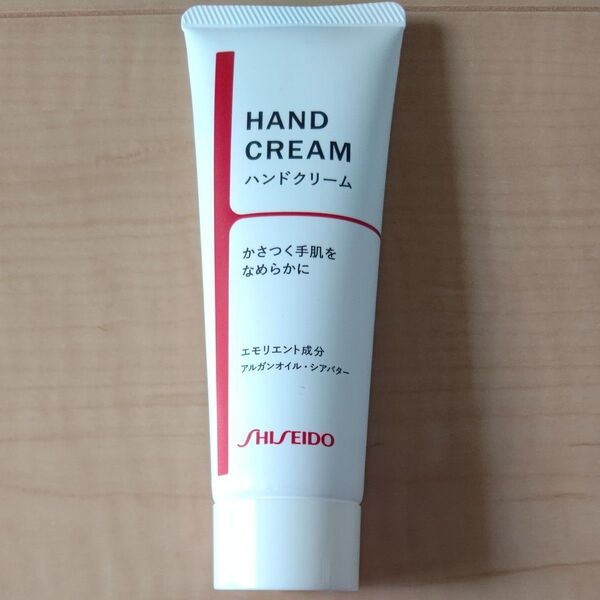 HAND
CREAM
ハンドクリーム
かさつく手肌を
なめらかに
エモリエント成分
アルガンオイル・シアバター
SHISEIDO